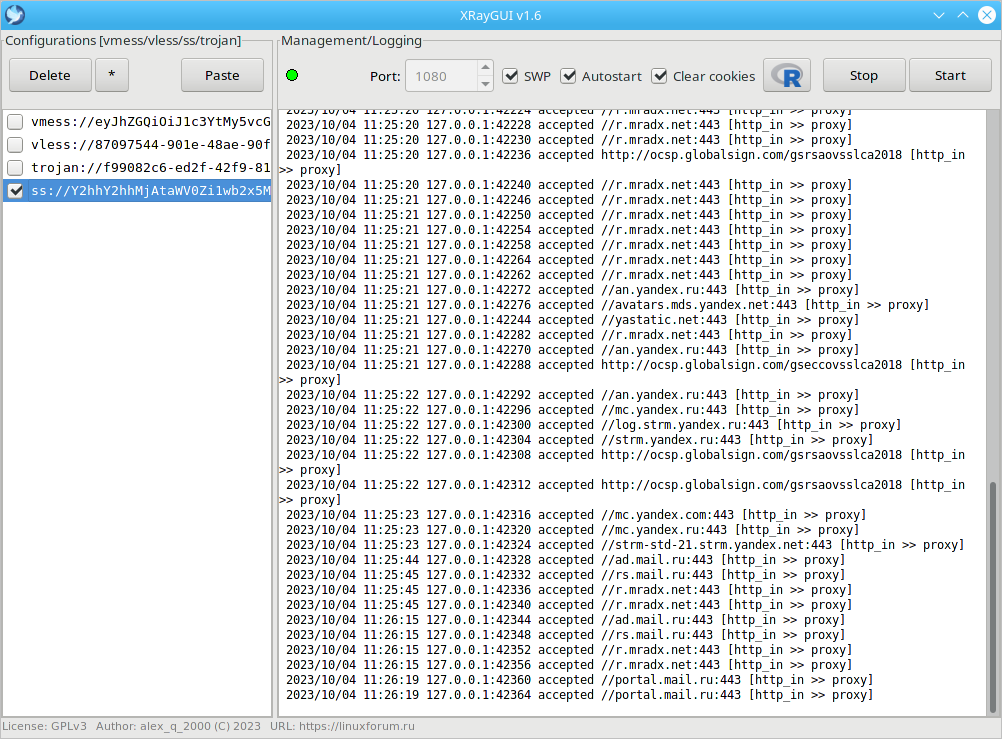 XRayGUI v1.6
Configurations [vmess/vless/ss/trojan]
Delete
*
Paste
vmess://eyJhZGQiOiJ1c3YtMy5vcG
vless://87097544-901e-48ae-90f
trojan://f99082c6-ed2f-42f9-81
ss://Y2hhY2hhMjAtaWV0Zi1wb2x5M
Management/Logging
Port:
1080
SWP
Autostart
Clear cookies
R
Stop
Start
2023/10/04 11:25:20 127.0.0.1:42224 accepted //r.mradx.net:443 [http_in >> proxy]
2023/10/04 11:25:20 127.0.0.1:42228 accepted //r.mradx.net:443 [http_in >> proxy]
2023/10/04 11:25:20 127.0.0.1:42230 accepted //r.mradx.net:443 [http_in >> proxy]
2023/10/04 11:25:20 127.0.0.1:42236 accepted http://ocsp.globalsign.com/gsrsaovsslca2018 [http_in
>> proxy]
2023/10/04 11:25:20 127.0.0.1:42240 accepted //r.mradx.net:443 [http_in >> proxy]
2023/10/04 11:25:21 127.0.0.1:42246 accepted //r.mradx.net:443 [http_in >> proxy]
2023/10/04 11:25:21 127.0.0.1:42250 accepted //r.mradx.net:443 [http_in >> proxy]
2023/10/04 11:25:21 127.0.0.1:42254 accepted //r.mradx.net:443 [http_in >> proxy]
2023/10/04 11:25:21 127.0.0.1:42258 accepted //r.mradx.net:443 [http_in >> proxy]
2023/10/04 11:25:21 127.0.0.1:42264 accepted //r.mradx.net:443 [http_in >> proxy]
2023/10/04 11:25:21 127.0.0.1:42262 accepted //r.mradx.net:443 [http_in >> proxy]
2023/10/04 11:25:21 127.0.0.1:42272 accepted //an.yandex.ru:443 [http_in >> proxy]
2023/10/04 11:25:21 127.0.0.1:42276 accepted //avatars.mds.yandex.net:443 [http_in >> proxy]
2023/10/04 11:25:21 127.0.0.1:42244 accepted //yastatic.net:443 [http_in >> proxy]
2023/10/04 11:25:21 127.0.0.1:42282 accepted //r.mradx.net:443 [http_in >> proxy]
2023/10/04 11:25:21 127.0.0.1:42270 accepted //an.yandex.ru:443 [http_in >> proxy]
2023/10/04 11:25:21 127.0.0.1:42288 accepted http://ocsp.globalsign.com/gseccovsslca2018 [http_in
>> proxy]
2023/10/04 11:25:22 127.0.0.1:42292 accepted //an.yandex.ru:443 [http_in >> proxy]
2023/10/04 11:25:22 127.0.0.1:42296 accepted //mc.yandex.ru:443 [http_in >> proxy]
2023/10/04 11:25:22 127.0.0.1:42300 accepted //log.strm.yandex.ru:443 [http_in >> proxy]
2023/10/04 11:25:22 127.0.0.1:42304 accepted //strm.yandex.ru:443 [http_in >> proxy]
2023/10/04 11:25:22 127.0.0.1:42308 accepted http://ocsp.globalsign.com/gsrsaovsslca2018 [http_in
>> proxy]
2023/10/04 11:25:22 127.0.0.1:42312 accepted http://ocsp.globalsign.com/gsrsaovsslca2018 [http_in
>> proxy]
2023/10/04 11:25:23 127.0.0.1:42316 accepted //mc.yandex.com:443 [http_in >> proxy]
2023/10/04 11:25:23 127.0.0.1:42320 accepted //mc.yandex.ru:443 [http_in >> proxy]
2023/10/04 11:25:23 127.0.0.1:42324 accepted //strm-std-21.strm.yandex.net:443 [http_in >> proxy]
2023/10/04 11:25:44 127.0.0.1:42328 accepted //ad.mail.ru:443 [http_in >> proxy]
2023/10/04 11:25:45 127.0.0.1:42332 accepted //rs.mail.ru:443 [http_in >> proxy]
2023/10/04 11:25:45 127.0.0.1:42336 accepted //r.mradx.net:443 [http_in >> proxy]
2023/10/04 11:25:45 127.0.0.1:42340 accepted //r.mradx.net:443 [http_in >> proxy]
2023/10/04 11:26:15 127.0.0.1:42344 accepted //ad.mail.ru:443 [http_in >> proxy]
2023/10/04 11:26:15 127.0.0.1:42348 accepted //rs.mail.ru:443 [http_in >> proxy]
2023/10/04 11:26:15 127.0.0.1:42352 accepted //r.mradx.net:443 [http_in >> proxy]
2023/10/04 11:26:15 127.0.0.1:42356 accepted //r.mradx.net:443 [http_in >> proxy]
2023/10/04 11:26:19 127.0.0.1:42360 accepted //portal.mail.ru:443 [http_in >> proxy]
2023/10/04 11:26:19 127.0.0.1:42364 accepted //portal.mail.ru:443 [http_in >> proxy]
License: GPLv3 Author: alex_q_2000 (C) 2023 URL: https://linuxforum.ru